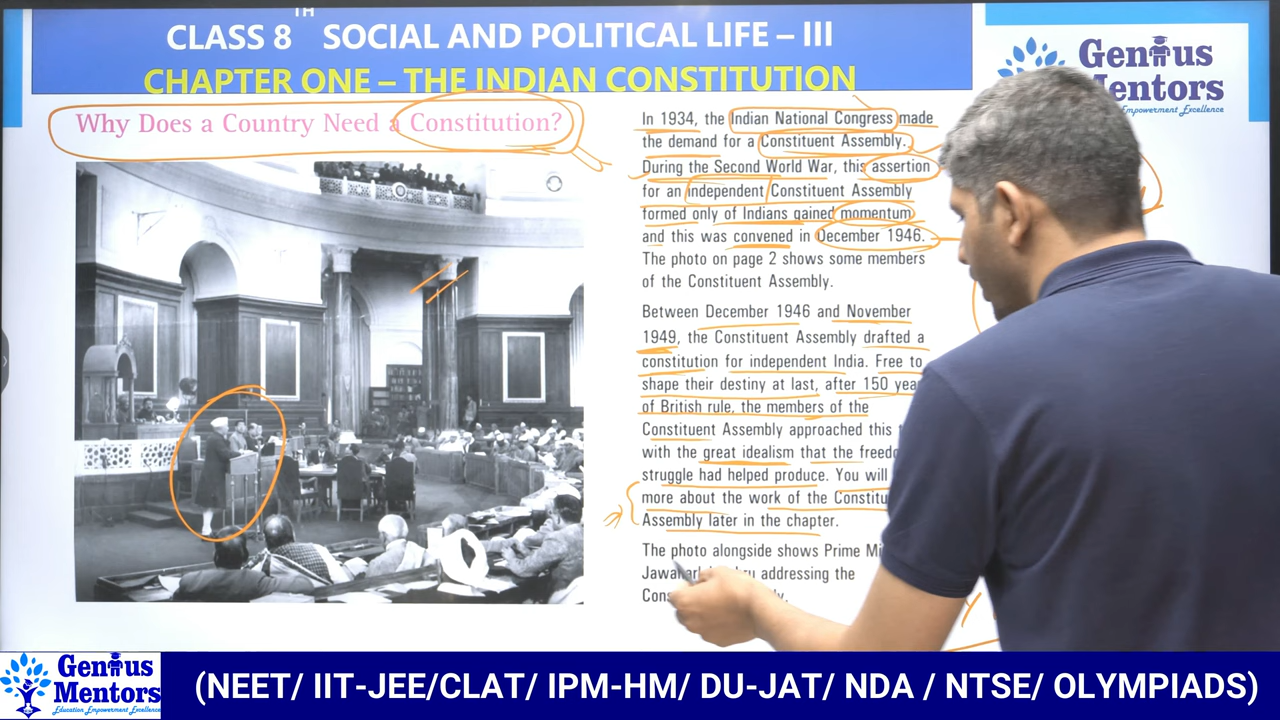 TH
CLASS 8 SOCIAL AND POLITICAL LIFE – III
CHAPTER ONE – THE INDIAN CONSTITUTION
Genius
Mentors
Empowerment Excellence
Why Does a Country Need a Constitution?
In 1934, the Indian National Congress made
the demand for a Constituent Assembly.
During the Second World War, this assertion
for an independent Constituent Assembly
formed only of Indians gained momentum
and this was convened in December 1946.
The photo on page 2 shows some members
of the Constituent Assembly.
Between December 1946 and November
1949, the Constituent Assembly drafted a
constitution for independent India. Free to
shape their destiny at last, after 150 yea
of British rule, the members of the
Constituent Assembly approached this
with the great idealism that the freed
struggle had helped produce. You will
more about the work of the Constitu
Assembly later in the chapter.
The photo alongside shows Prime Mi
addressing the
Genius
Mentors
Education Empowerment Excellence
(NEET/ IIT-JEE/CLAT/ IPM-HM/ DU-JAT/ NDA / NTSE/ OLYMPIADS)